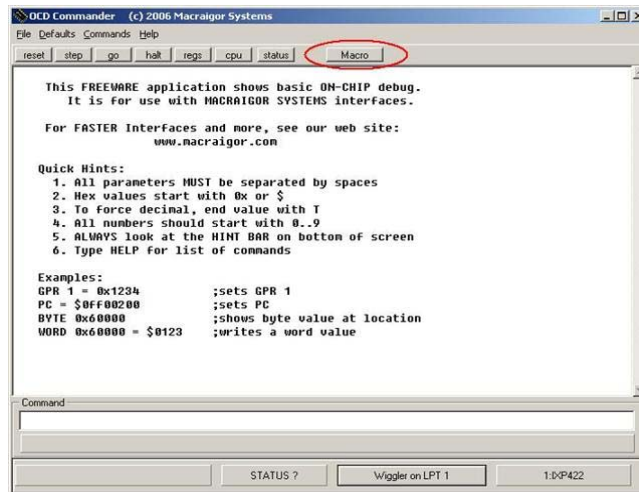 OCD Commander (c) 2006 Macraigor Systems
File Defaults Commands Help
reset step go halt regs cpu status Macro
This FREEWARE application shows basic ON-CHIP debug.
It is for use with MACRAIGOR SYSTEMS interfaces.
For FASTER Interfaces and more, see our web site:
www.macraigor.com
Quick Hints:
1. All parameters MUST be separated by spaces
2. Hex values start with 0x or $
3. To force decimal, end value with T
4. All numbers should start with 0..9
5. ALWAYS look at the HINT BAR on bottom of screen
6. Type HELP for list of commands
Examples:
GPR 1 = 0x1234 ;sets GPR 1
PC = $0FF00200 ;sets PC
BYTE 0x60000 ;shows byte value at location
WORD 0x60000 = $0123 ;writes a word value
Command
STATUS ? Wiggler on LPT 1 1:IXP422